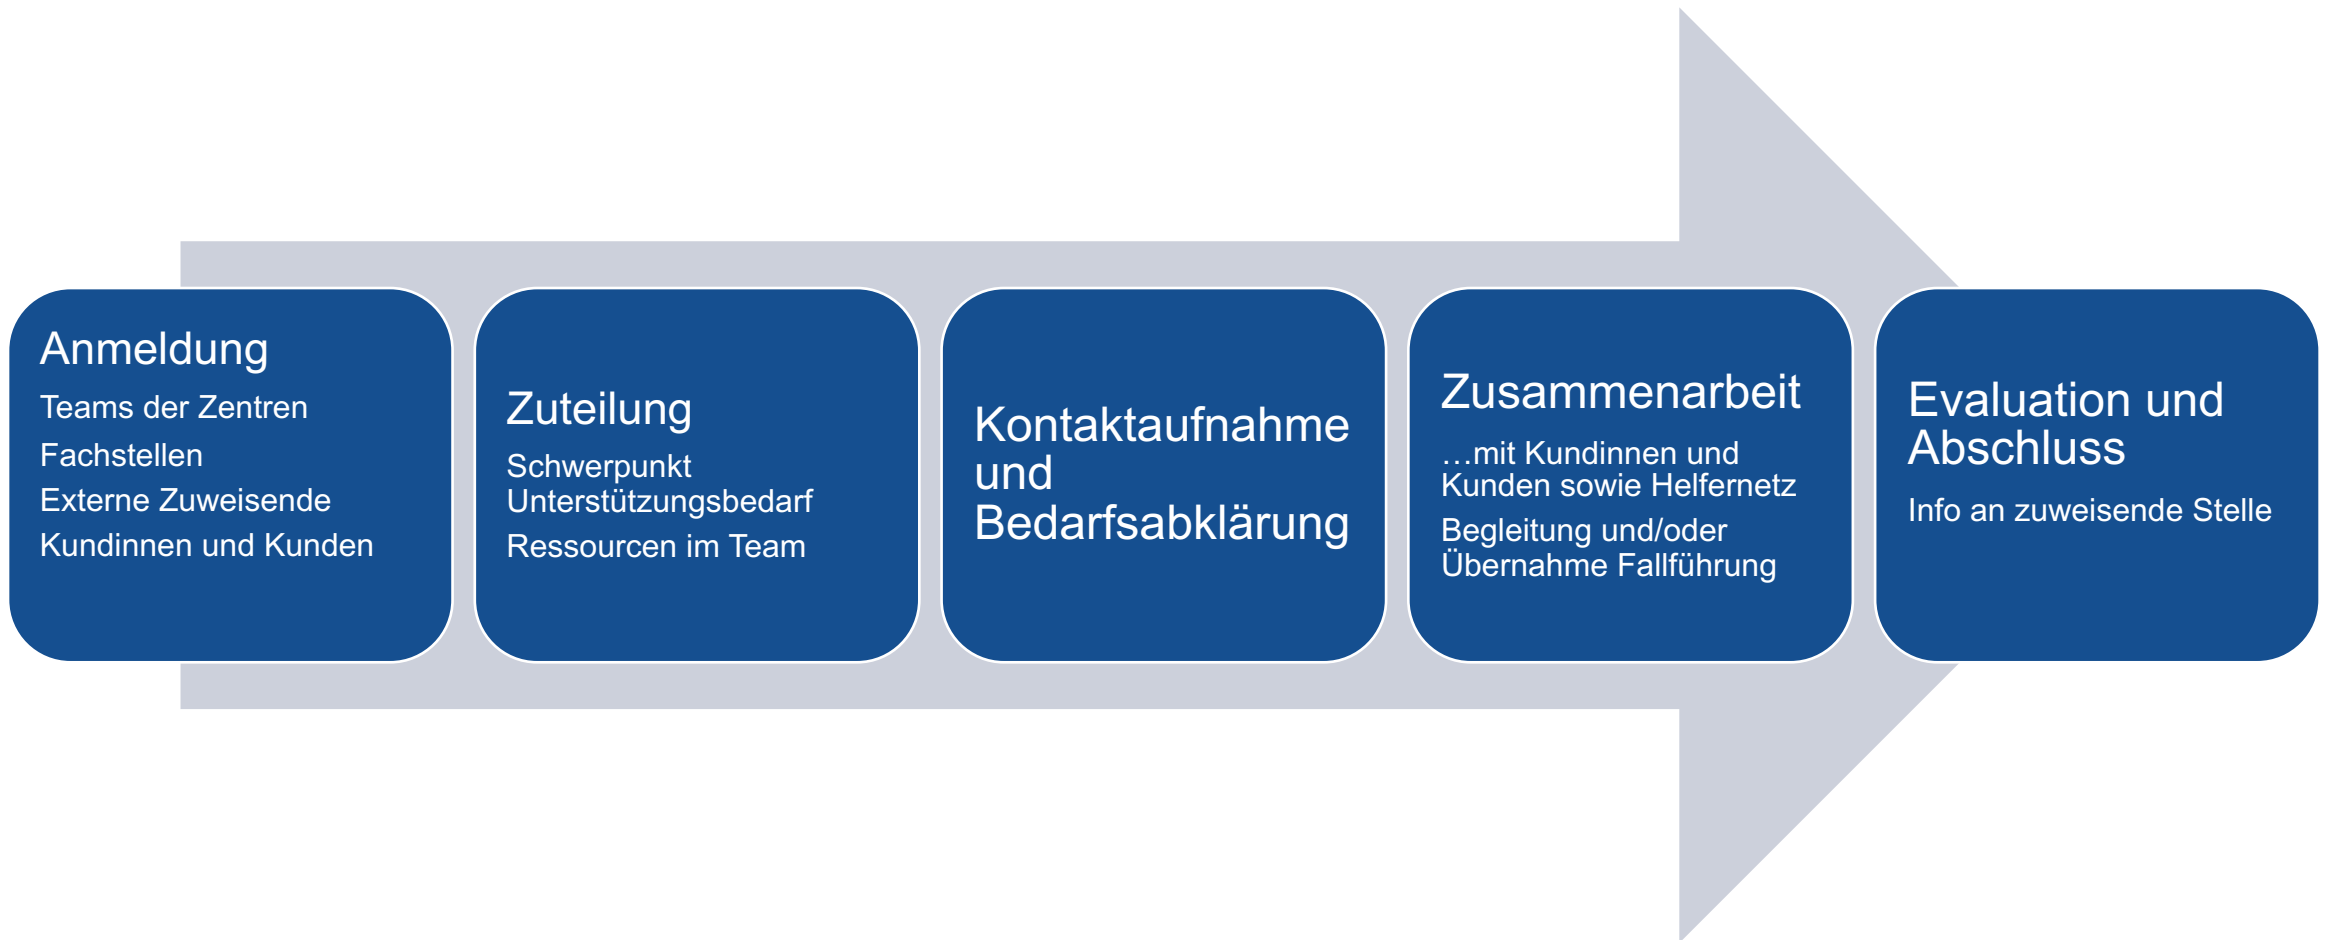 Anmeldung
Teams der Zentren
Fachstellen
Externe Zuweisende
Kundinnen und Kunden
Zuteilung
Schwerpunkt
Unterstützungsbedarf
Ressourcen im Team
Kontaktaufnahme
und
Bedarfsabklärung
Zusammenarbeit
…mit Kundinnen und
Kunden sowie Helfernetz
Begleitung und/oder
Übernahme Fallführung
Evaluation und
Abschluss
Info an zuweisende Stelle